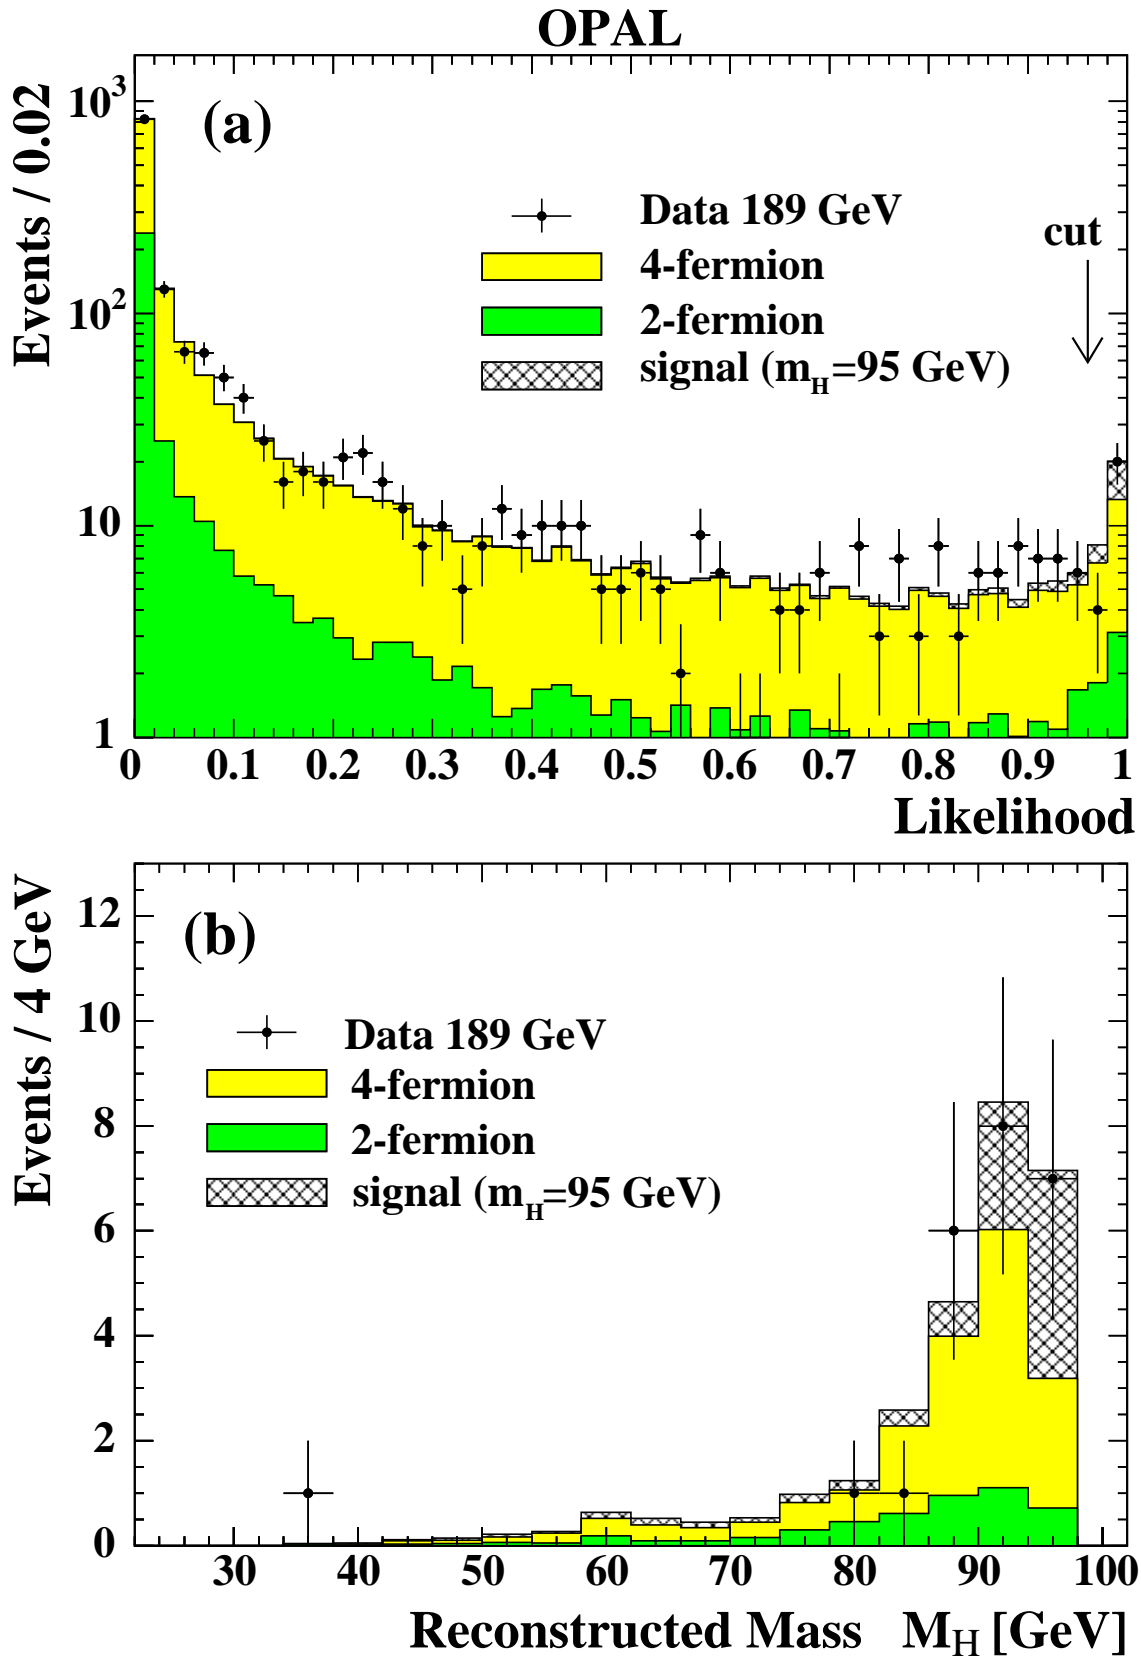 OPAL
Events / 0.02
10³
10²
10
1
(a)
Data 189 GeV
4-fermion
2-fermion
signal (mH=95 GeV)
cut
0 0.1 0.2 0.3 0.4 0.5 0.6 0.7 0.8 0.9 1
Likelihood
Events / 4 GeV
12
10
8
6
4
2
0
(b)
Data 189 GeV
4-fermion
2-fermion
signal (mH=95 GeV)
30 40 50 60 70 80 90 100
Reconstructed Mass MH [GeV]